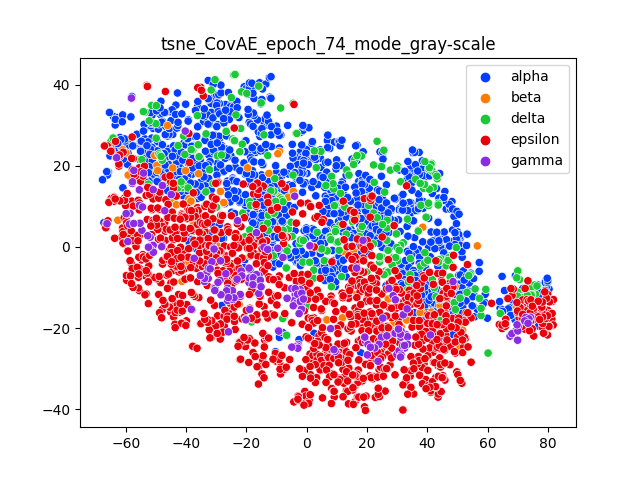 tsne_CovAE_epoch_74_mode_gray-scale
alpha
beta
delta
epsilon
gamma
40
20
0
−20
−40
−60 −40 −20 0 20 40 60 80